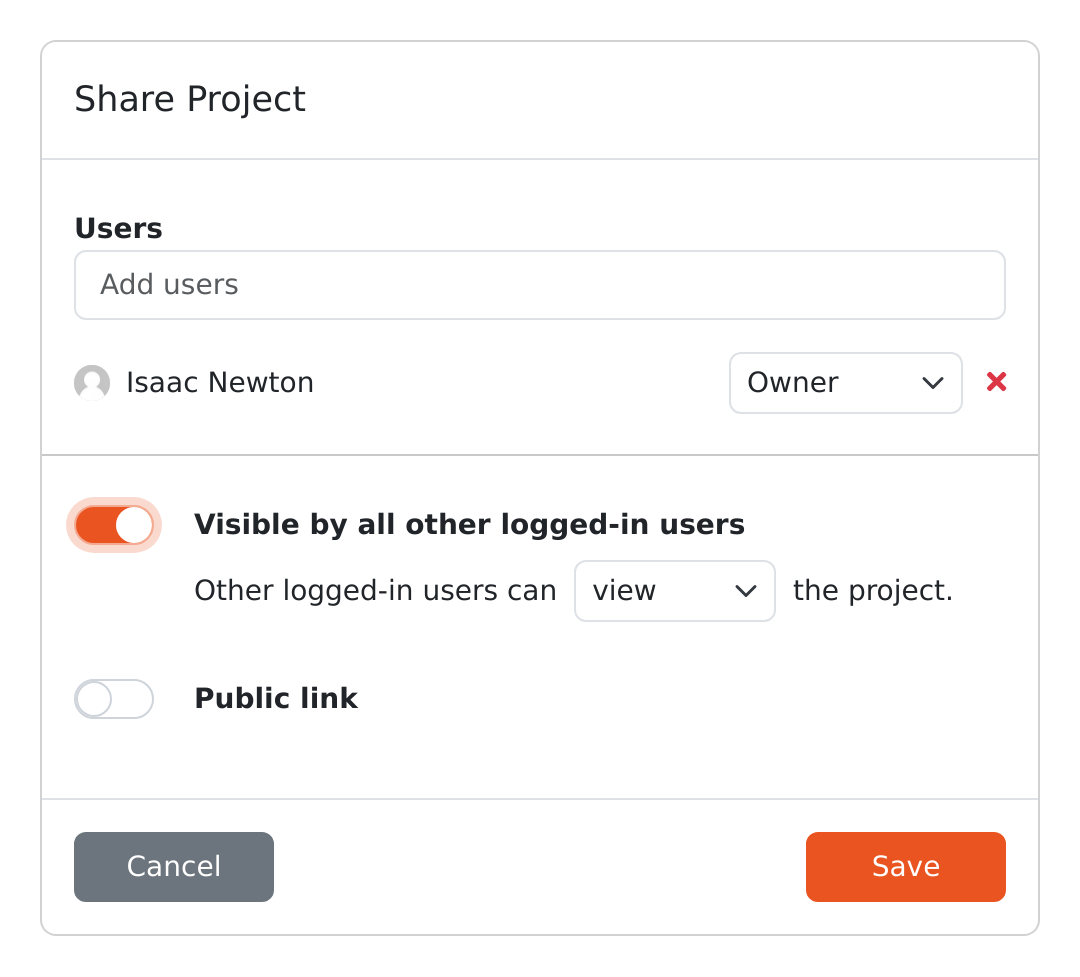 Share Project
Users
Add users
Isaac Newton Owner
Visible by all other logged-in users
Other logged-in users can view the project.
Public link
Cancel Save